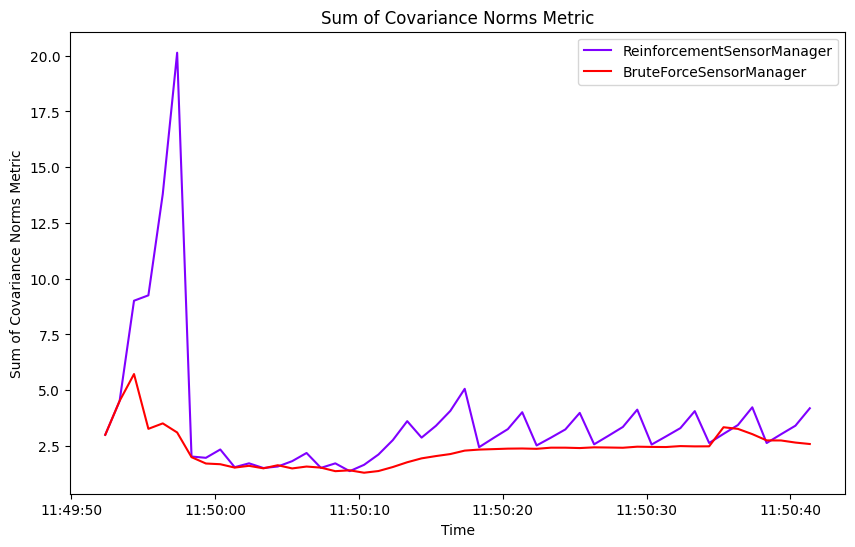 Sum of Covariance Norms Metric
ReinforcementSensorManager
BruteForceSensorManager
Sum of Covariance Norms Metric
20.0
17.5
15.0
12.5
10.0
7.5
5.0
2.5
11:49:50
11:50:00
11:50:10
11:50:20
11:50:30
11:50:40
Time